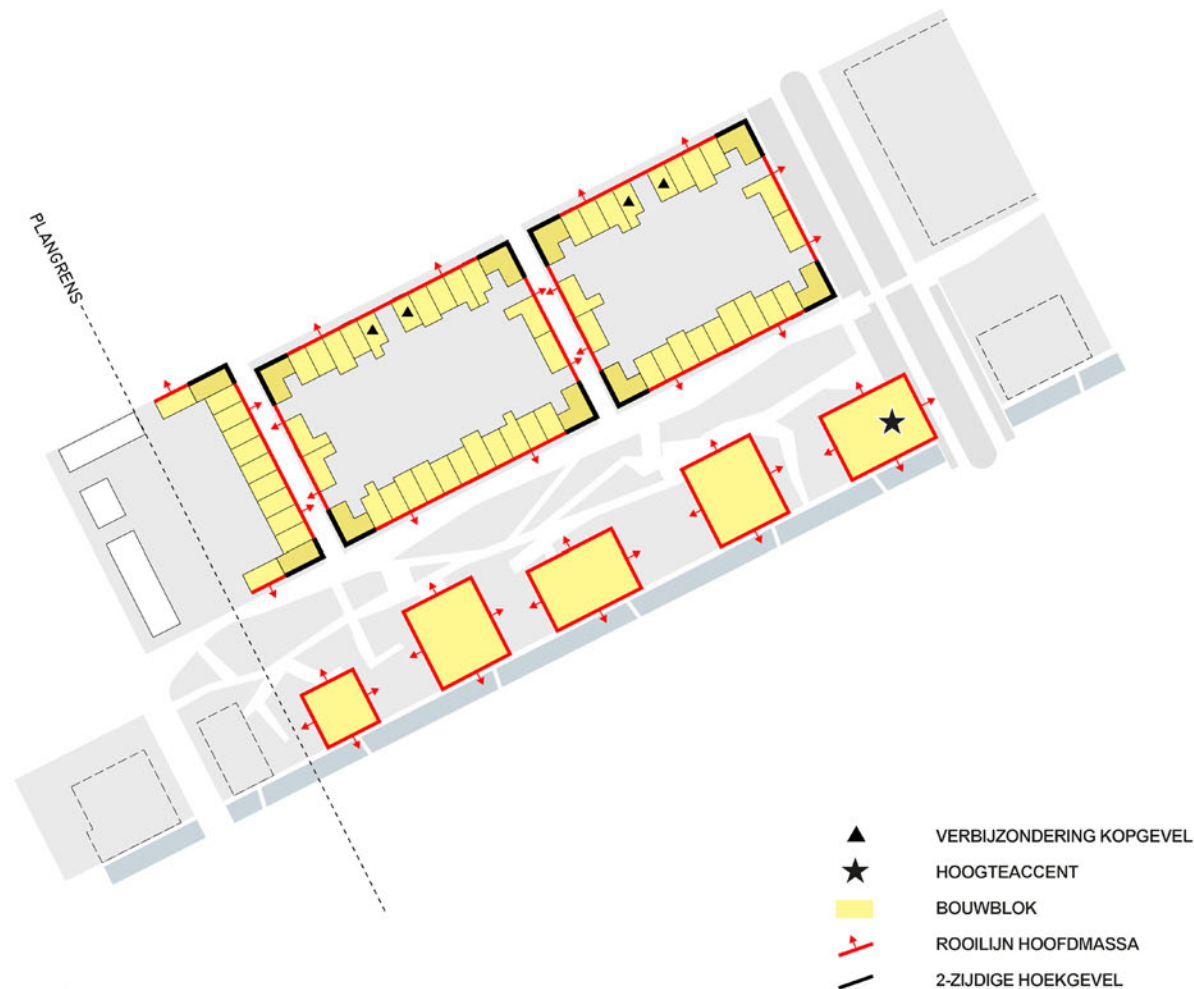 PLANGRENS
VERBIJZONDERING KOPGEVEL
HOOGTEACCENT
BOUWBLOK
ROOILIJN HOOFDMASSA
2-ZIJDIGE HOEKGEVEL